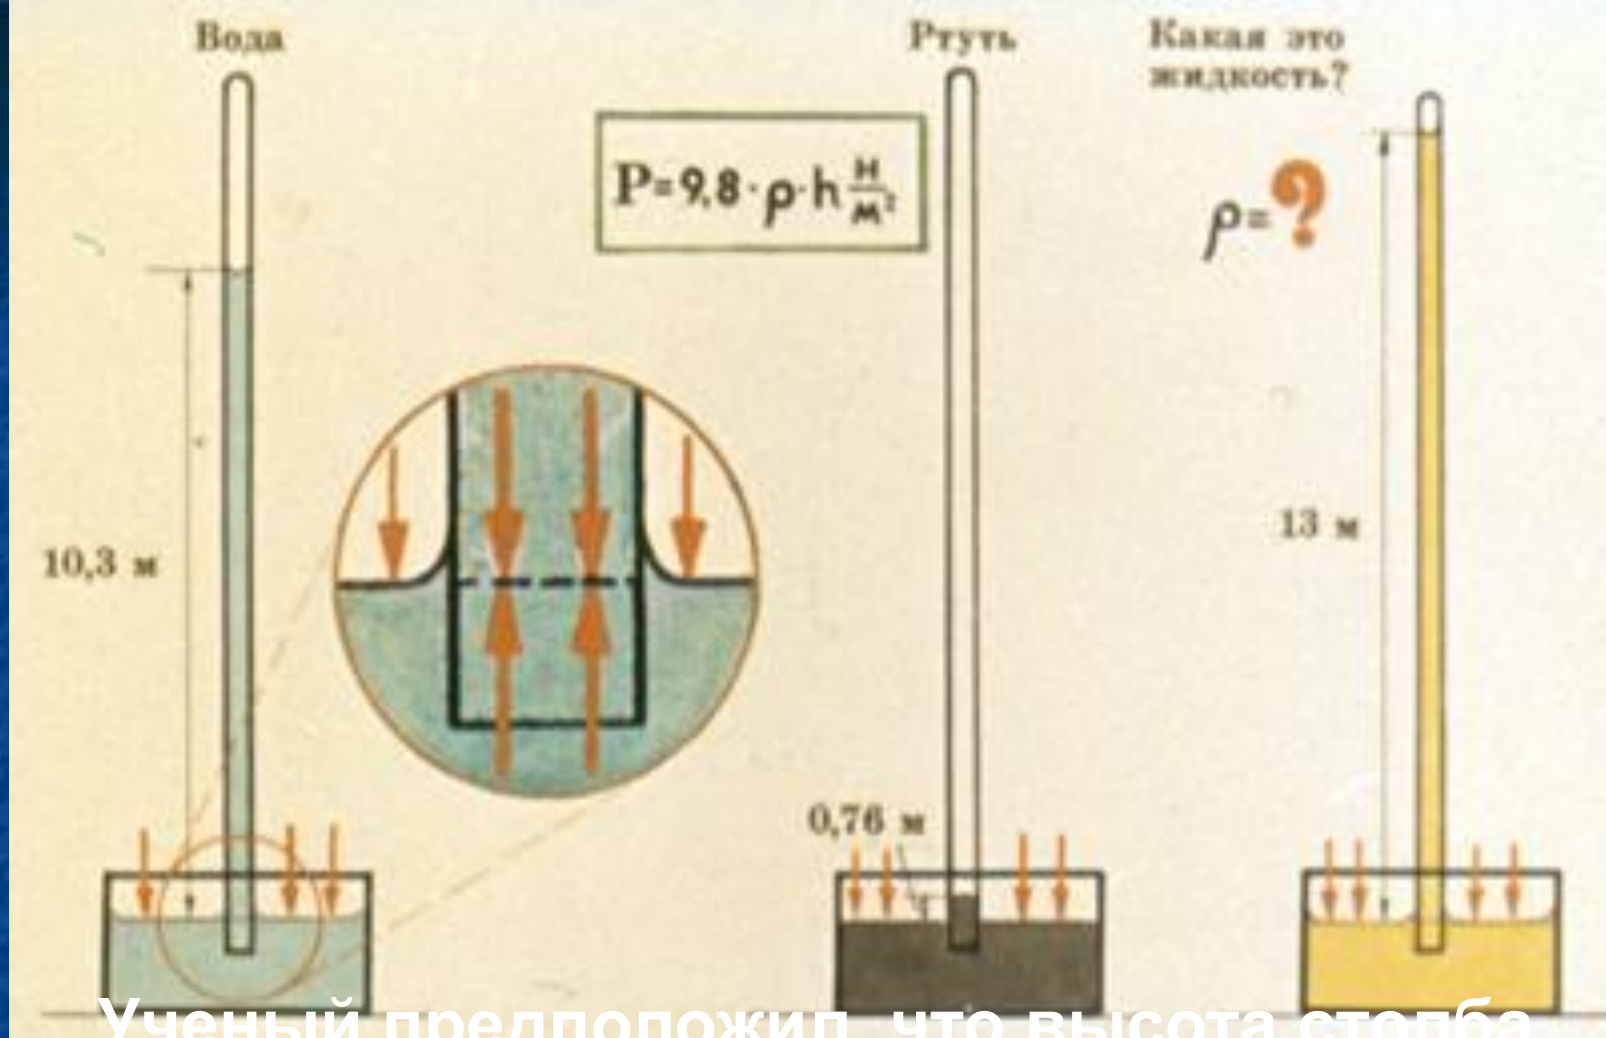 Вода
Ртуть
Какая это
жидкость?
P=9,8·ρ·h н/м²
ρ=?
10,3 м
13 м
0,76 м
Ученый предположил, что высота столба